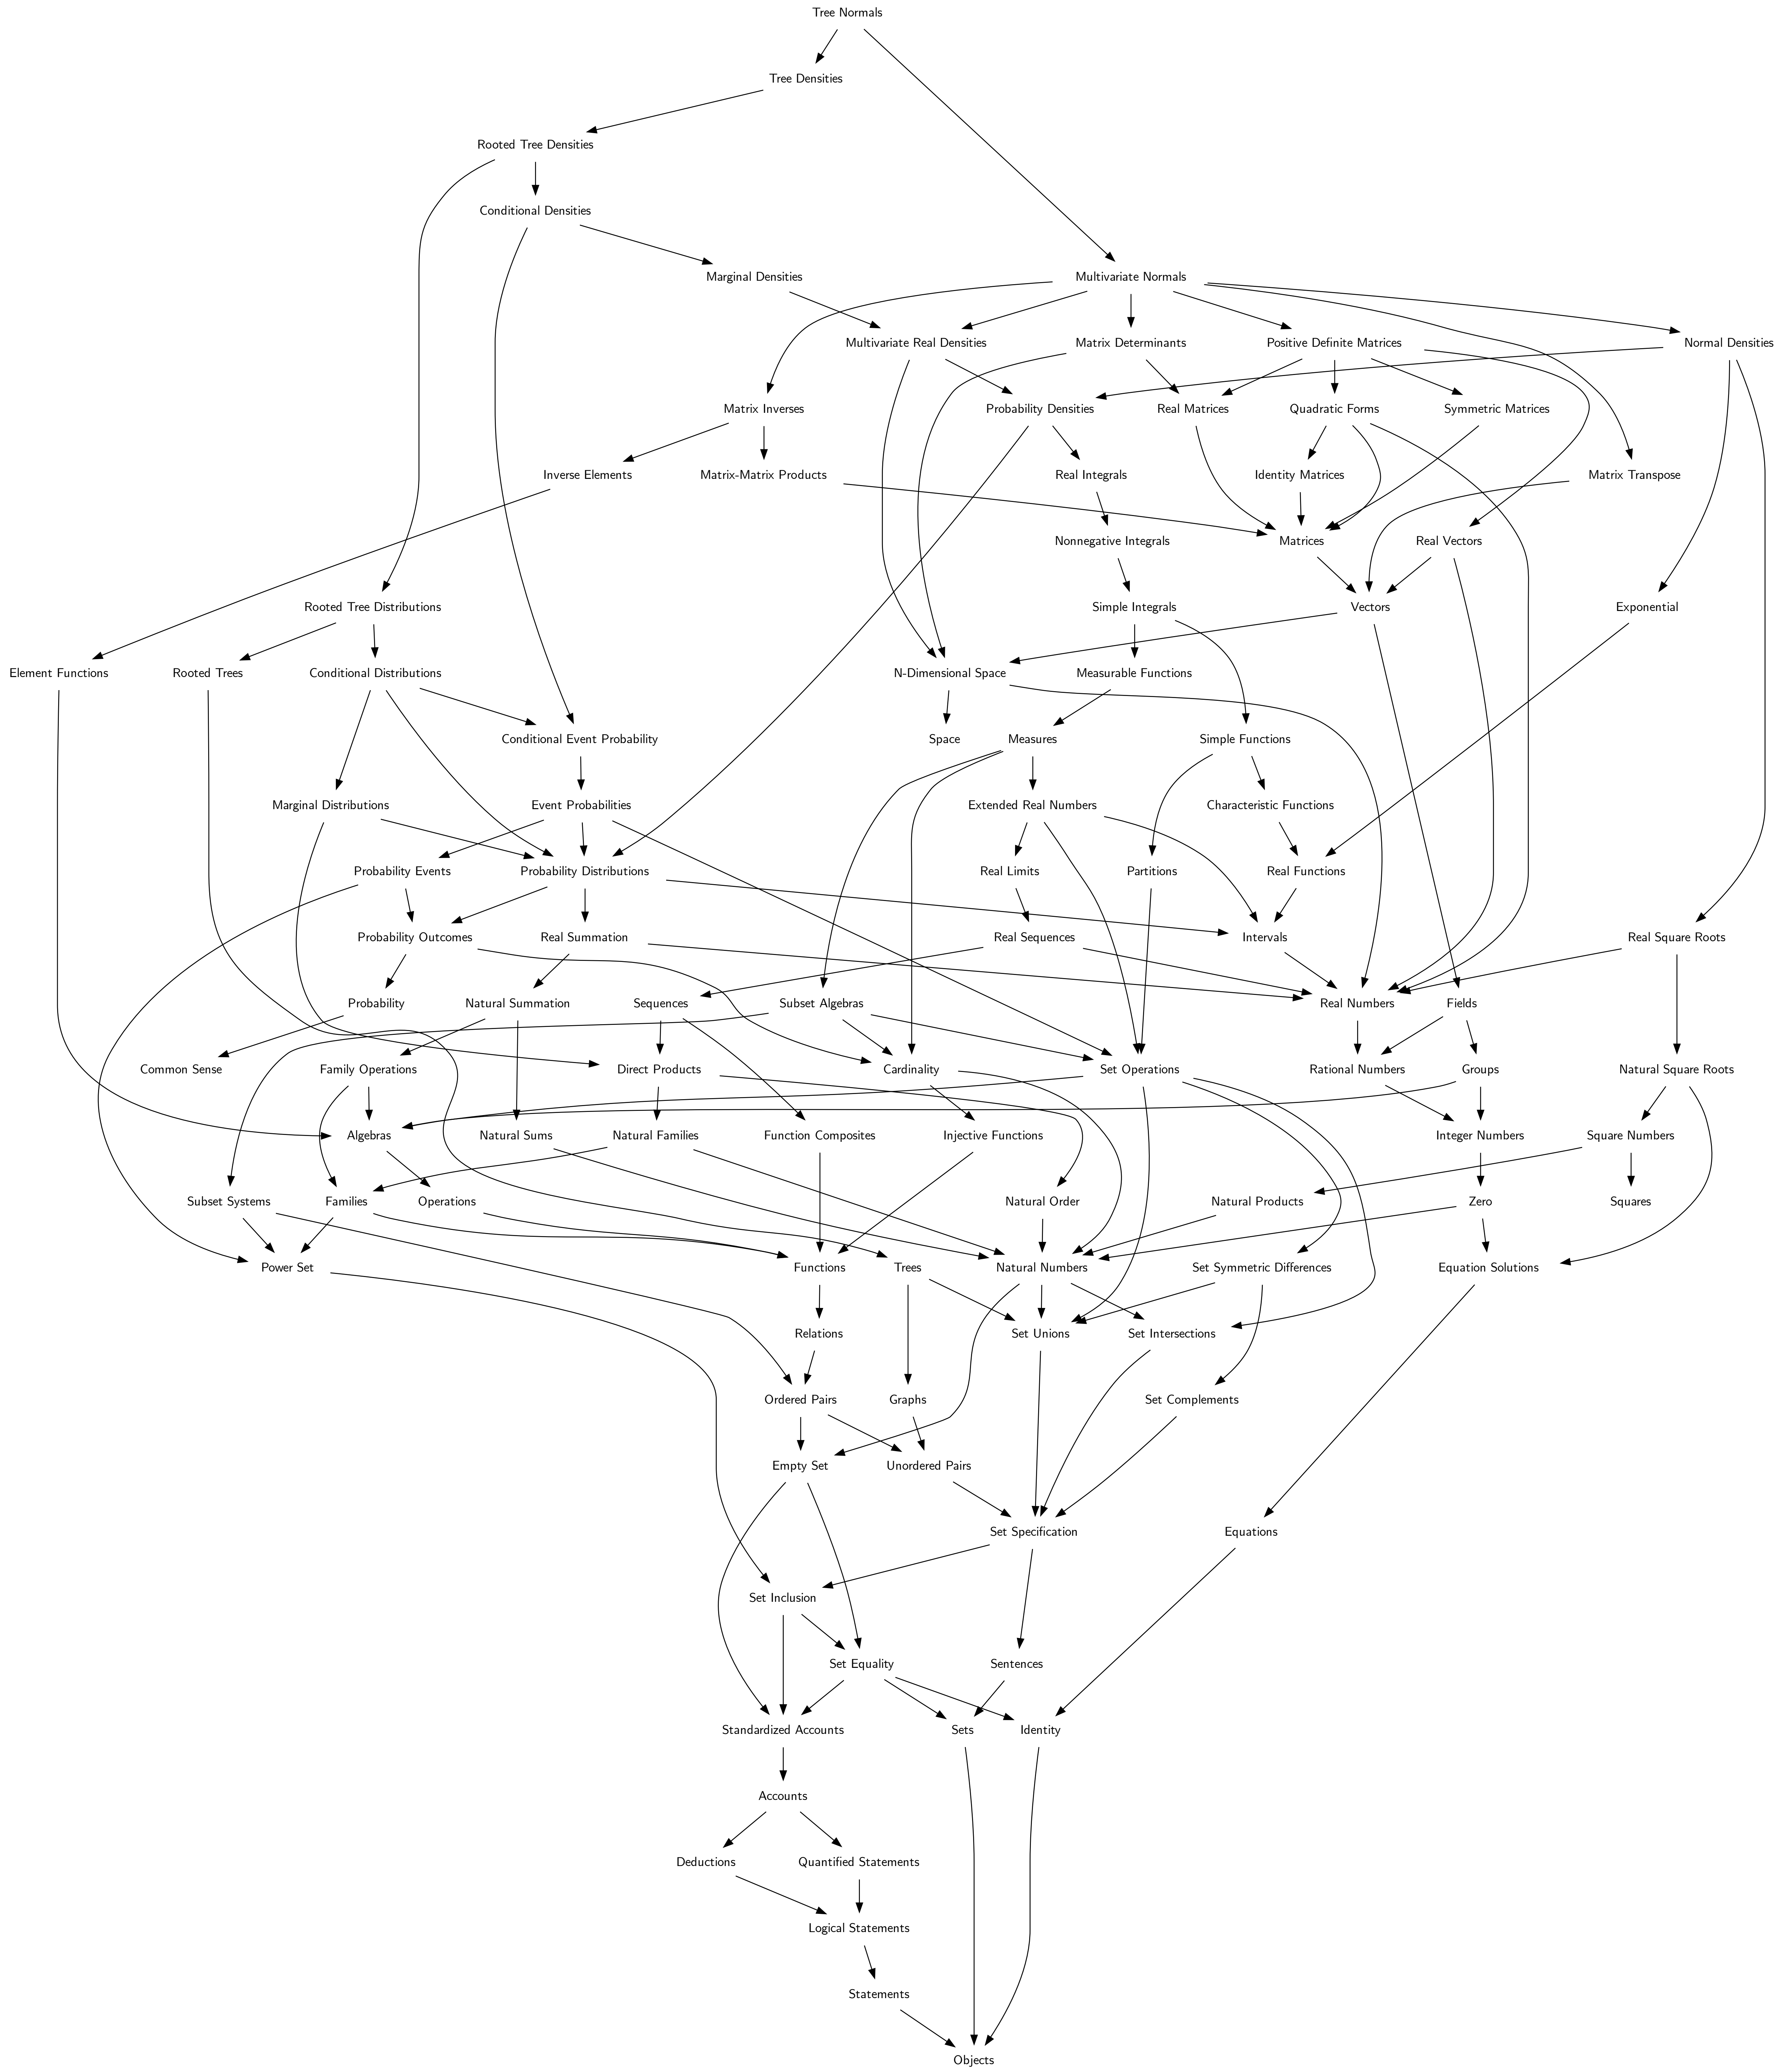 Tree Normals
Tree Densities
Rooted Tree Densities
Conditional Densities
Marginal Densities
Multivariate Normals
Multivariate Real Densities
Matrix Determinants
Positive Definite Matrices
Normal Densities
Matrix Inverses
Probability Densities
Real Matrices
Quadratic Forms
Symmetric Matrices
Inverse Elements
Matrix-Matrix Products
Real Integrals
Identity Matrices
Matrix Transpose
Nonnegative Integrals
Matrices
Real Vectors
Rooted Tree Distributions
Simple Integrals
Vectors
Exponential
Element Functions
Rooted Trees
Conditional Distributions
N-Dimensional Space
Measurable Functions
Conditional Event Probability
Space
Measures
Simple Functions
Marginal Distributions
Event Probabilities
Extended Real Numbers
Characteristic Functions
Probability Events
Probability Distributions
Real Limits
Partitions
Real Functions
Probability Outcomes
Real Summation
Real Sequences
Intervals
Real Square Roots
Probability
Natural Summation
Sequences
Subset Algebras
Real Numbers
Fields
Common Sense
Family Operations
Direct Products
Cardinality
Set Operations
Rational Numbers
Groups
Natural Square Roots
Algebras
Natural Sums
Natural Families
Function Composites
Injective Functions
Integer Numbers
Square Numbers
Subset Systems
Families
Operations
Natural Order
Natural Products
Zero
Squares
Power Set
Functions
Trees
Natural Numbers
Set Symmetric Differences
Equation Solutions
Relations
Set Unions
Set Intersections
Ordered Pairs
Graphs
Set Complements
Empty Set
Unordered Pairs
Set Specification
Equations
Set Inclusion
Set Equality
Sentences
Standardized Accounts
Sets
Identity
Accounts
Deductions
Quantified Statements
Logical Statements
Statements
Objects